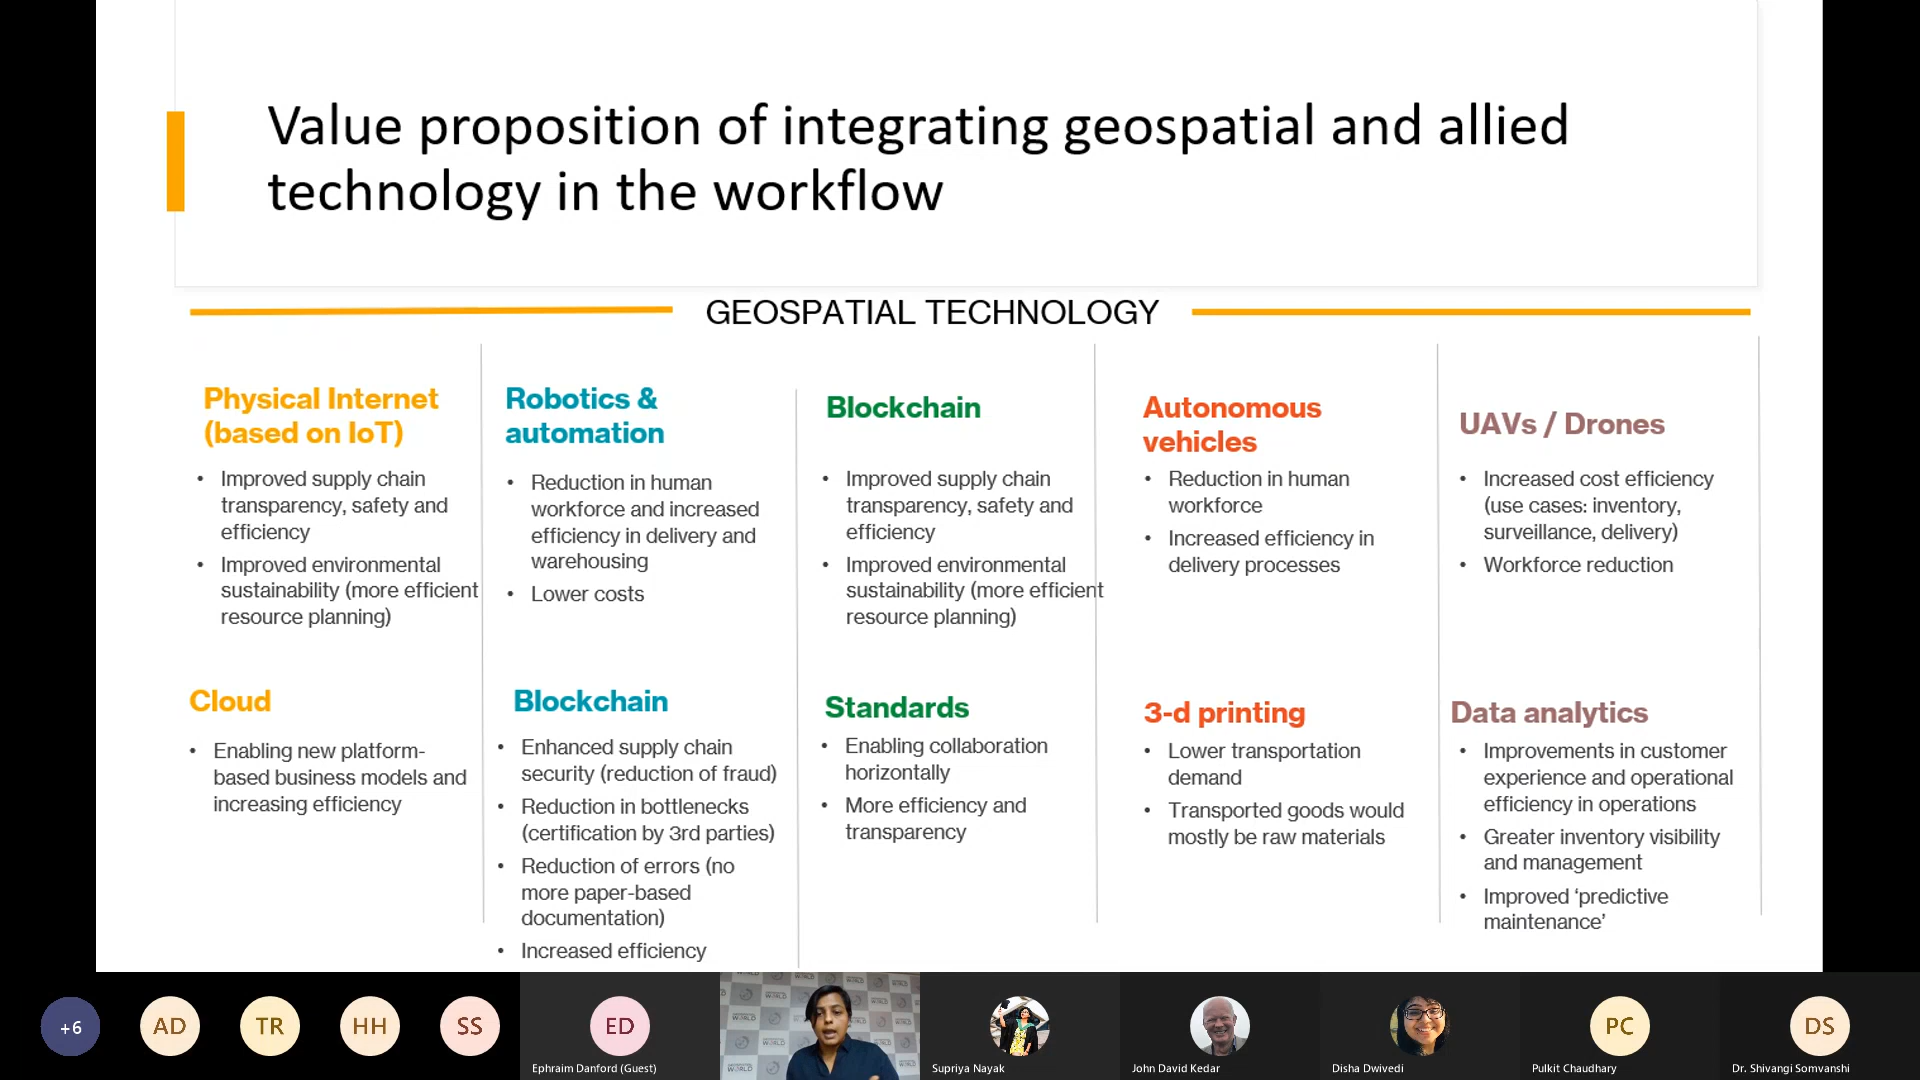 Value proposition of integrating geospatial and allied
technology in the workflow
GEOSPATIAL TECHNOLOGY
Physical Internet
(based on IoT)
• Improved supply chain
transparency, safety and
efficiency
• Improved environmental
sustainability (more efficient
resource planning)
Robotics &
automation
• Reduction in human
workforce and increased
efficiency in delivery and
warehousing
• Lower costs
Blockchain
• Improved supply chain
transparency, safety and
efficiency
• Improved environmental
sustainability (more efficient
resource planning)
Autonomous
vehicles
• Reduction in human
workforce
• Increased efficiency in
delivery processes
UAVs / Drones
• Increased cost efficiency
(use cases: inventory,
surveillance, delivery)
• Workforce reduction
Cloud
• Enabling new platform-
based business models and
increasing efficiency
Blockchain
• Enhanced supply chain
security (reduction of fraud)
• Reduction in bottlenecks
(certification by 3rd parties)
• Reduction of errors (no
more paper-based
documentation)
• Increased efficiency
Standards
• Enabling collaboration
horizontally
• More efficiency and
transparency
3-d printing
• Lower transportation
demand
• Transported goods would
mostly be raw materials
Data analytics
• Improvements in customer
experience and operational
efficiency in operations
• Greater inventory visibility
and management
• Improved ‘predictive
maintenance’
+6
AD
TR
HH
SS
ED
Ephraim Danford (Guest)
Supriya Nayak
John David Kedar
Disha Dwivedi
PC
Pulkit Chaudhary
DS
Dr. Shivangi Somvanshi